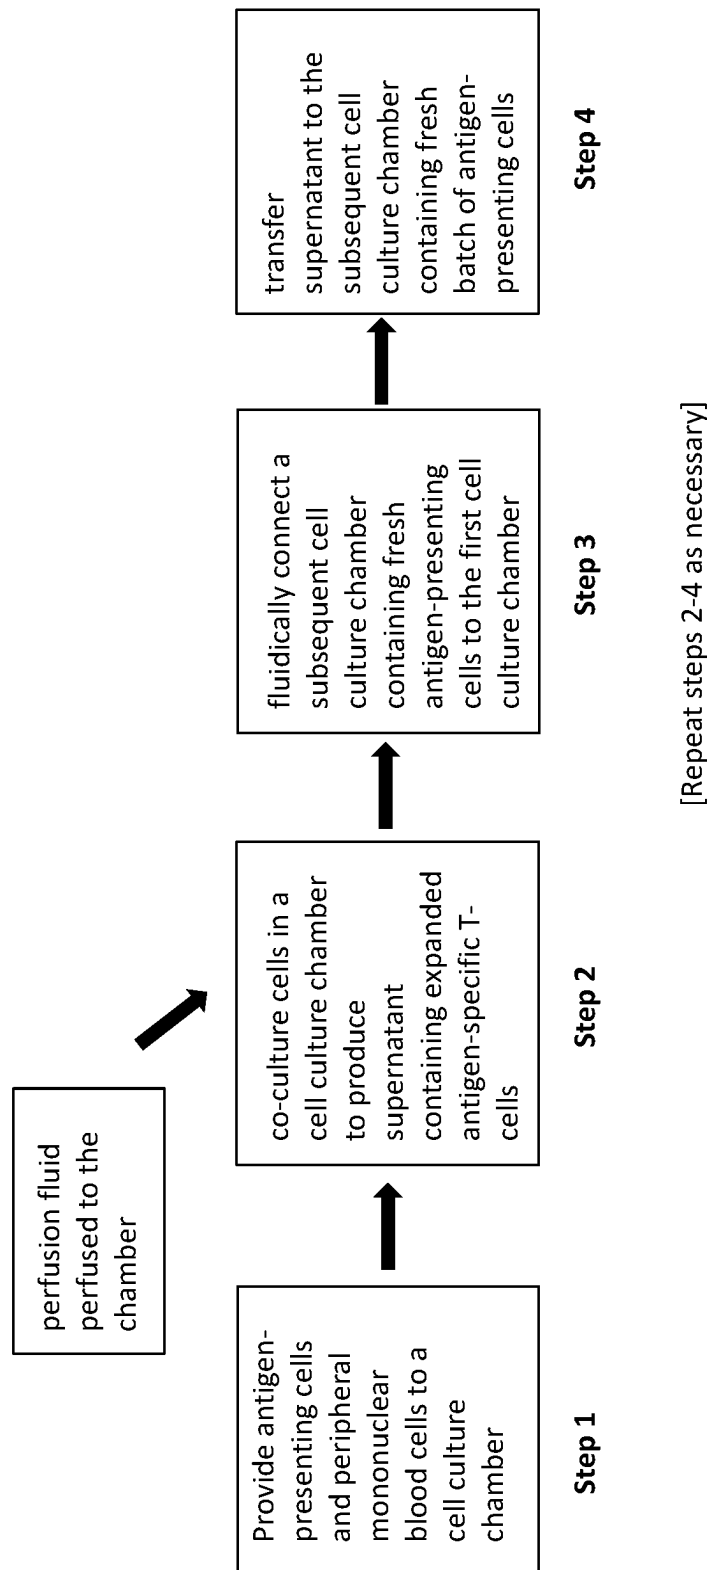 perfusion fluid
perfused to the
chamber
Provide antigen-
presenting cells
and peripheral
mononuclear
blood cells to a
cell culture
chamber
Step 1
co-culture cells in a
cell culture chamber
to produce
supernatant
containing expanded
antigen-specific T-
cells
Step 2
fluidically connect a
subsequent cell
culture chamber
containing fresh
antigen-presenting
cells to the first cell
culture chamber
Step 3
transfer
supernatant to the
subsequent cell
culture chamber
containing fresh
batch of antigen-
presenting cells
Step 4
[Repeat steps 2-4 as necessary]